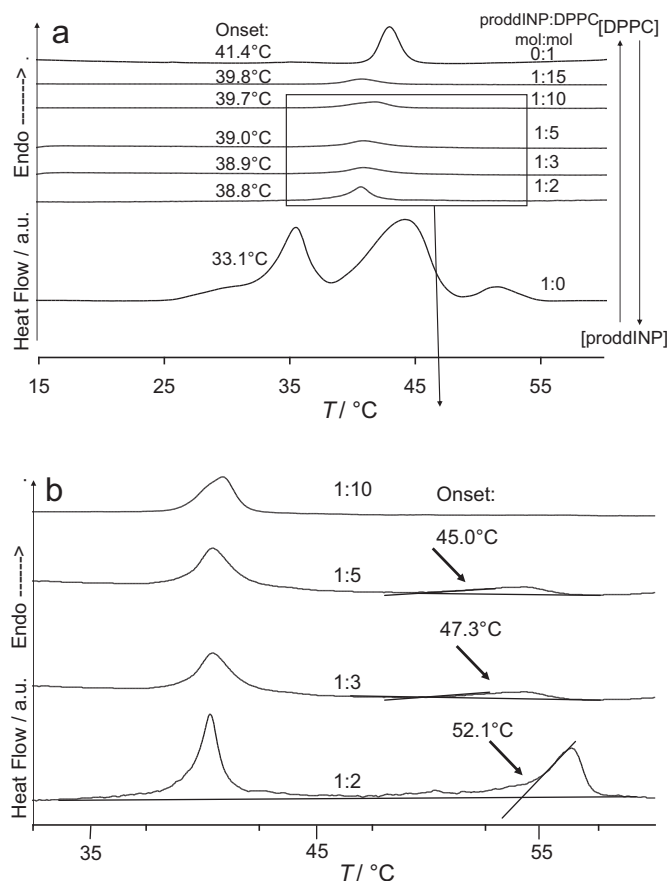 a
Onset:
proddINP:DPPC
mol:mol
[DPPC]
41.4°C
0:1
39.8°C
1:15
39.7°C
1:10
39.0°C
1:5
38.9°C
1:3
38.8°C
1:2
33.1°C
1:0
[proddINP]
Heat Flow / a.u. Endo ------->
15 25 35 45 55
T / °C
b
1:10
Onset:
45.0°C
1:5
47.3°C
1:3
52.1°C
1:2
Heat Flow / a.u. Endo ------>
35 45 55
T / °C